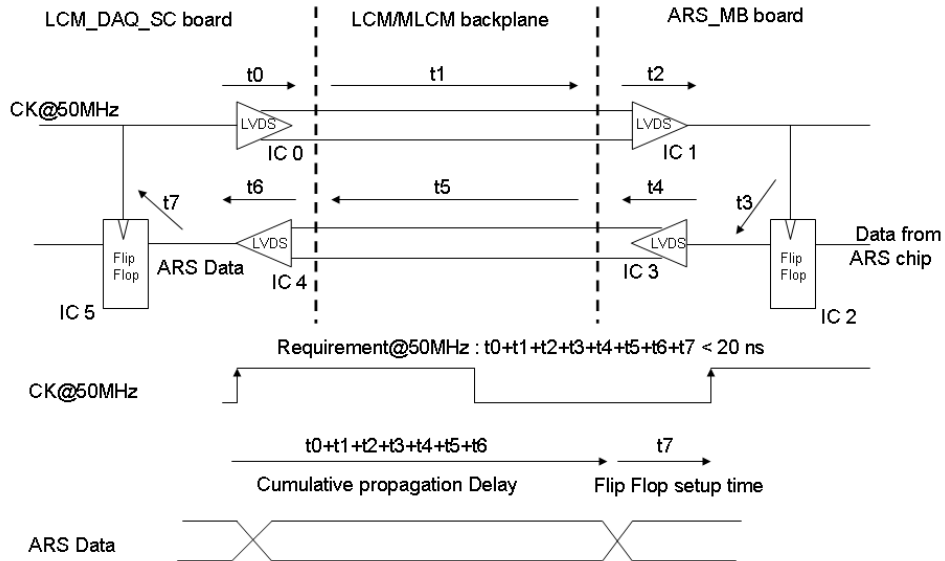 LCM_DAQ_SC board
LCM/MLCM backplane
ARS_MB board
t0
t1
t2
CK@50MHz
LVDS
IC 0
LVDS
IC 1
t7
t6
t5
t4
t3
Flip
Flop
ARS Data
IC 5
LVDS
IC 4
LVDS
IC 3
Flip
Flop
IC 2
Data from
ARS chip
Requirement@50MHz : t0+t1+t2+t3+t4+t5+t6+t7 < 20 ns
CK@50MHz
t0+t1+t2+t3+t4+t5+t6
t7
Cumulative propagation Delay
Flip Flop setup time
ARS Data